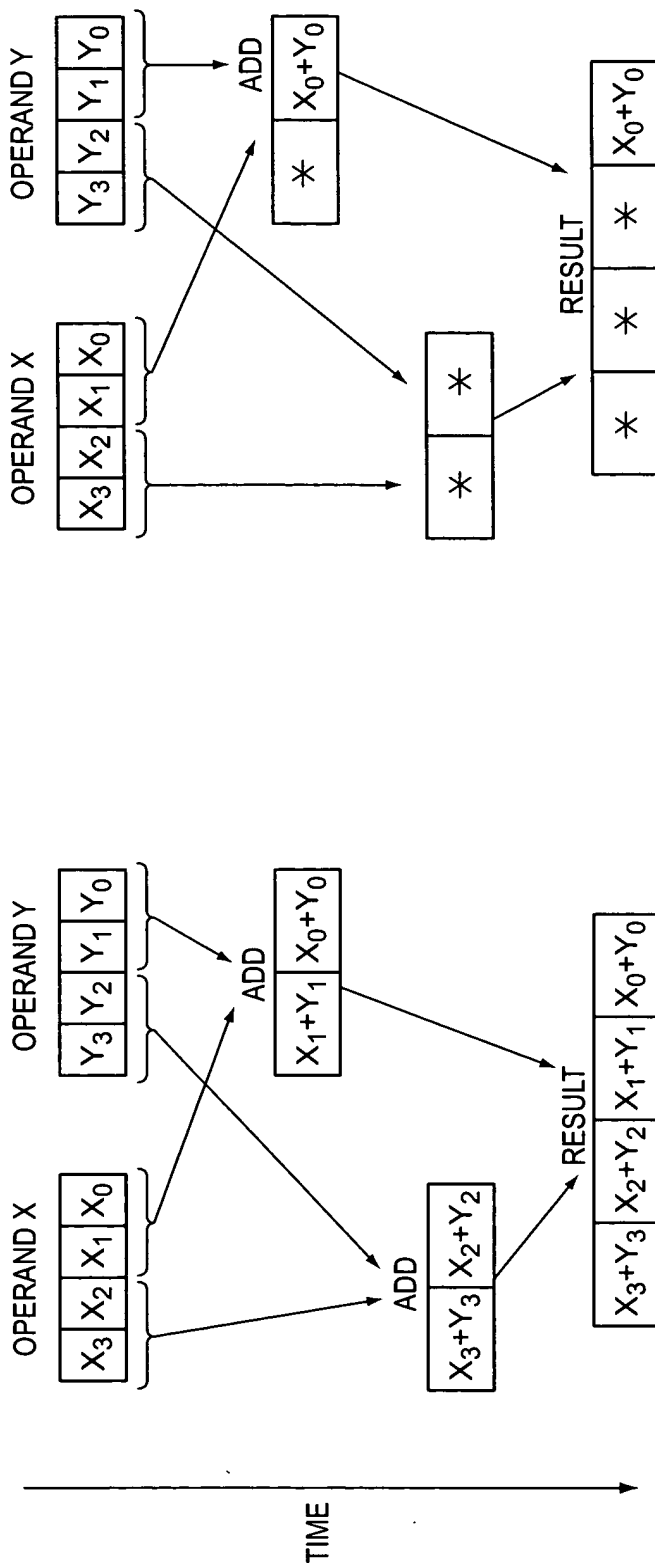 TIME
OPERAND X
X3 X2 X1 X0
OPERAND Y
Y3 Y2 Y1 Y0
ADD
X1+Y1 X0+Y0
ADD
X3+Y3 X2+Y2
RESULT
X3+Y3 X2+Y2 X1+Y1 X0+Y0
OPERAND X
X3 X2 X1 X0
OPERAND Y
Y3 Y2 Y1 Y0
ADD
* X0+Y0
* *
RESULT
* * * X0+Y0